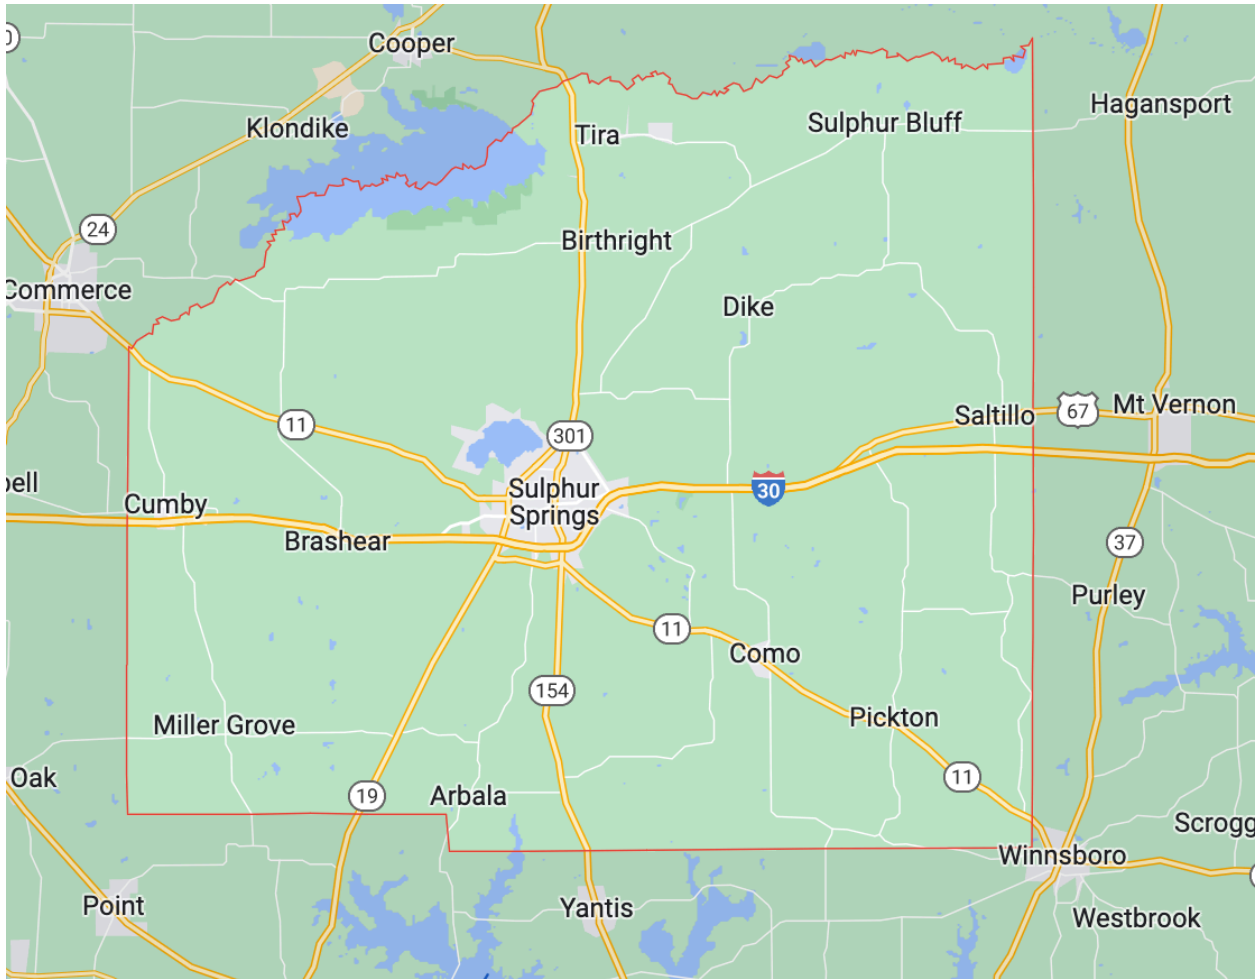 Cooper
Klondike
Tira
Sulphur Bluff
Hagansport
24
Birthright
Commerce
Dike
11
301
Saltillo
67
Mt Vernon
30
Sulphur
Springs
Cumby
Brashear
37
Purley
11
Como
154
Pickton
Miller Grove
Oak
19
Arbala
11
Scrogg
Winnsboro
Point
Yantis
Westbrook